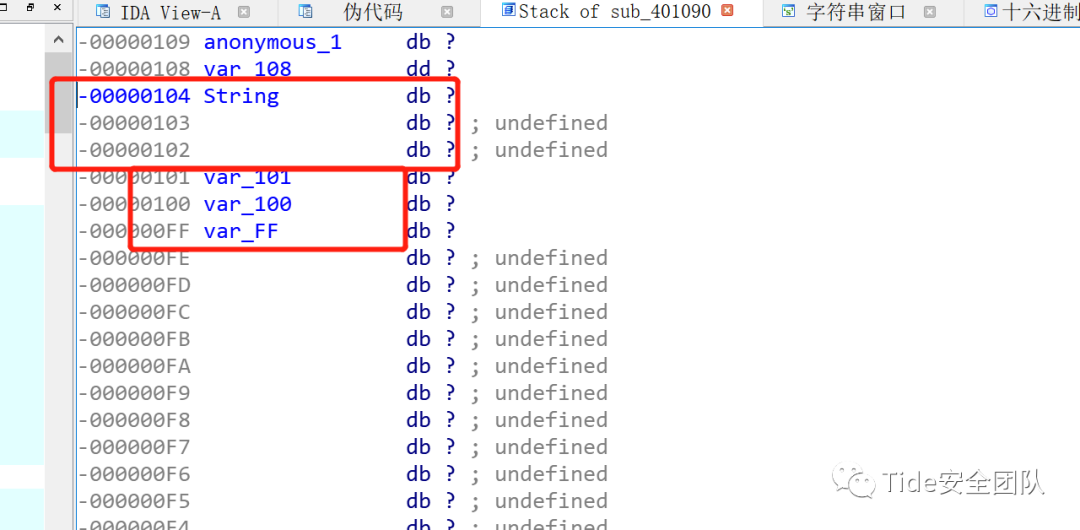 IDA View-A 伪代码 Stack of sub_401090 字符串窗口 十六进制
-00000109 anonymous_1 db ?
-00000108 var_108 dd ?
-00000104 String db ?
-00000103 db ? ; undefined
-00000102 db ? ; undefined
-00000101 var_101 db ?
-00000100 var_100 db ?
-000000FF var_FF db ?
-000000FE db ? ; undefined
-000000FD db ? ; undefined
-000000FC db ? ; undefined
-000000FB db ? ; undefined
-000000FA db ? ; undefined
-000000F9 db ? ; undefined
-000000F8 db ? ; undefined
-000000F7 db ? ; undefined
-000000F6 db ? ; undefined
-000000F5 db ? ; undefined
-000000F4 db ? ; undefined
Tide安全团队